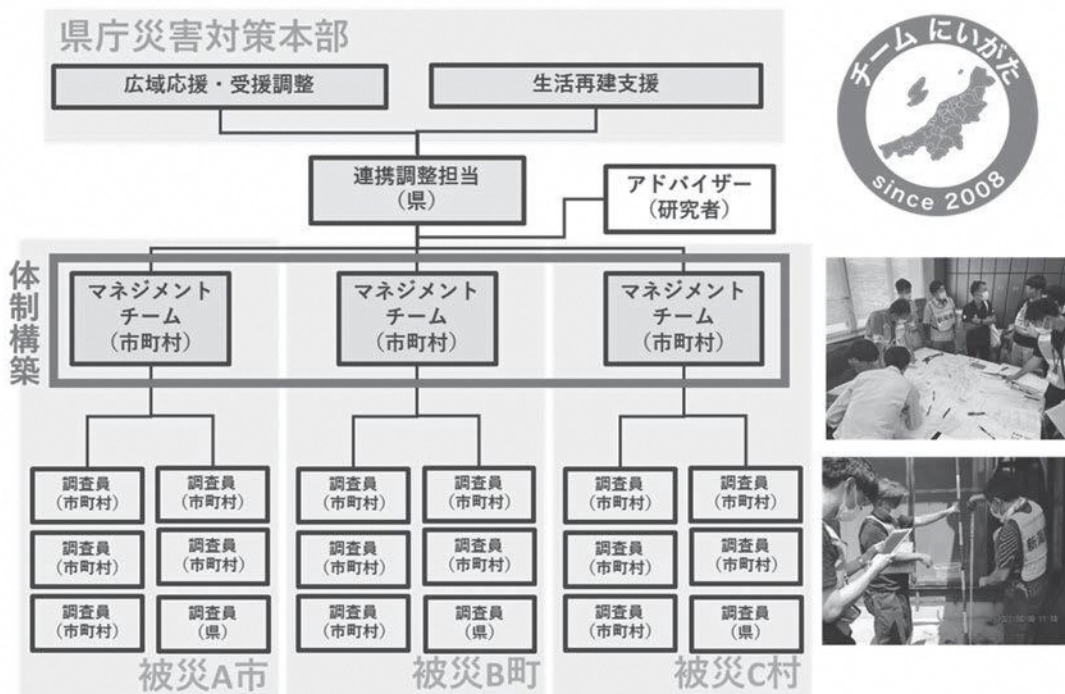 県庁災害対策本部
広域応援・受援調整
生活再建支援
連携調整担当
(県)
アドバイザー
(研究者)
体制構築
マネジメント
チーム
(市町村)
マネジメント
チーム
(市町村)
マネジメント
チーム
(市町村)
調査員
(市町村)
調査員
(市町村)
調査員
(市町村)
調査員
(市町村)
調査員
(市町村)
調査員
(県)
被災A市
調査員
(市町村)
調査員
(市町村)
調査員
(市町村)
調査員
(市町村)
調査員
(市町村)
調査員
(県)
被災B町
調査員
(市町村)
調査員
(市町村)
調査員
(市町村)
調査員
(市町村)
調査員
(市町村)
調査員
(県)
被災C村
チーム にいがた
since 2008